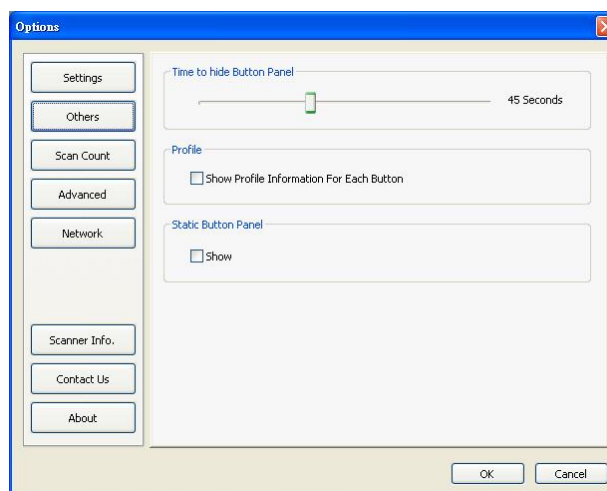 Options
Settings
Others
Scan Count
Advanced
Network
Scanner Info.
Contact Us
About
Time to hide Button Panel
45 Seconds
Profile
Show Profile Information For Each Button
Static Button Panel
Show
OK
Cancel